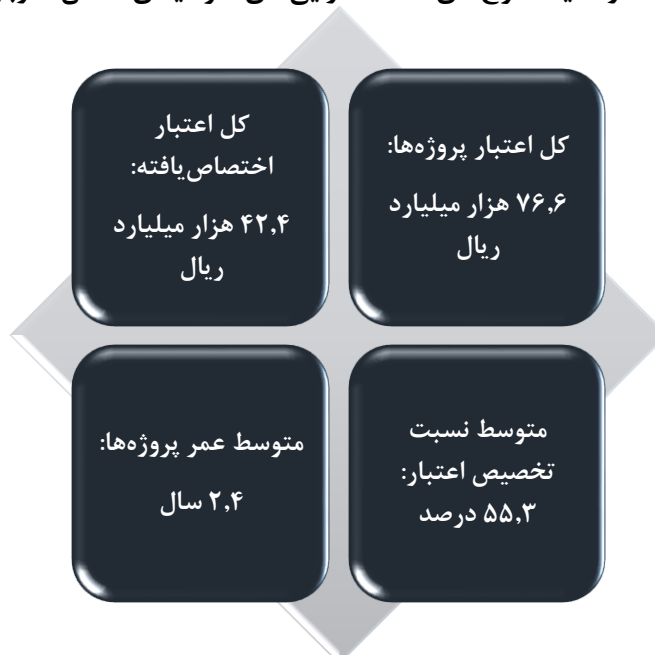 کل اعتبار پروژه‌ها:
۷۶,۶ هزار میلیارد
ریال
کل اعتبار
اختصاص‌یافته:
۴۲,۴ هزار میلیارد
ریال
متوسط نسبت
تخصیص اعتبار:
۵۵,۳ درصد
متوسط عمر پروژه‌ها:
۲,۴ سال